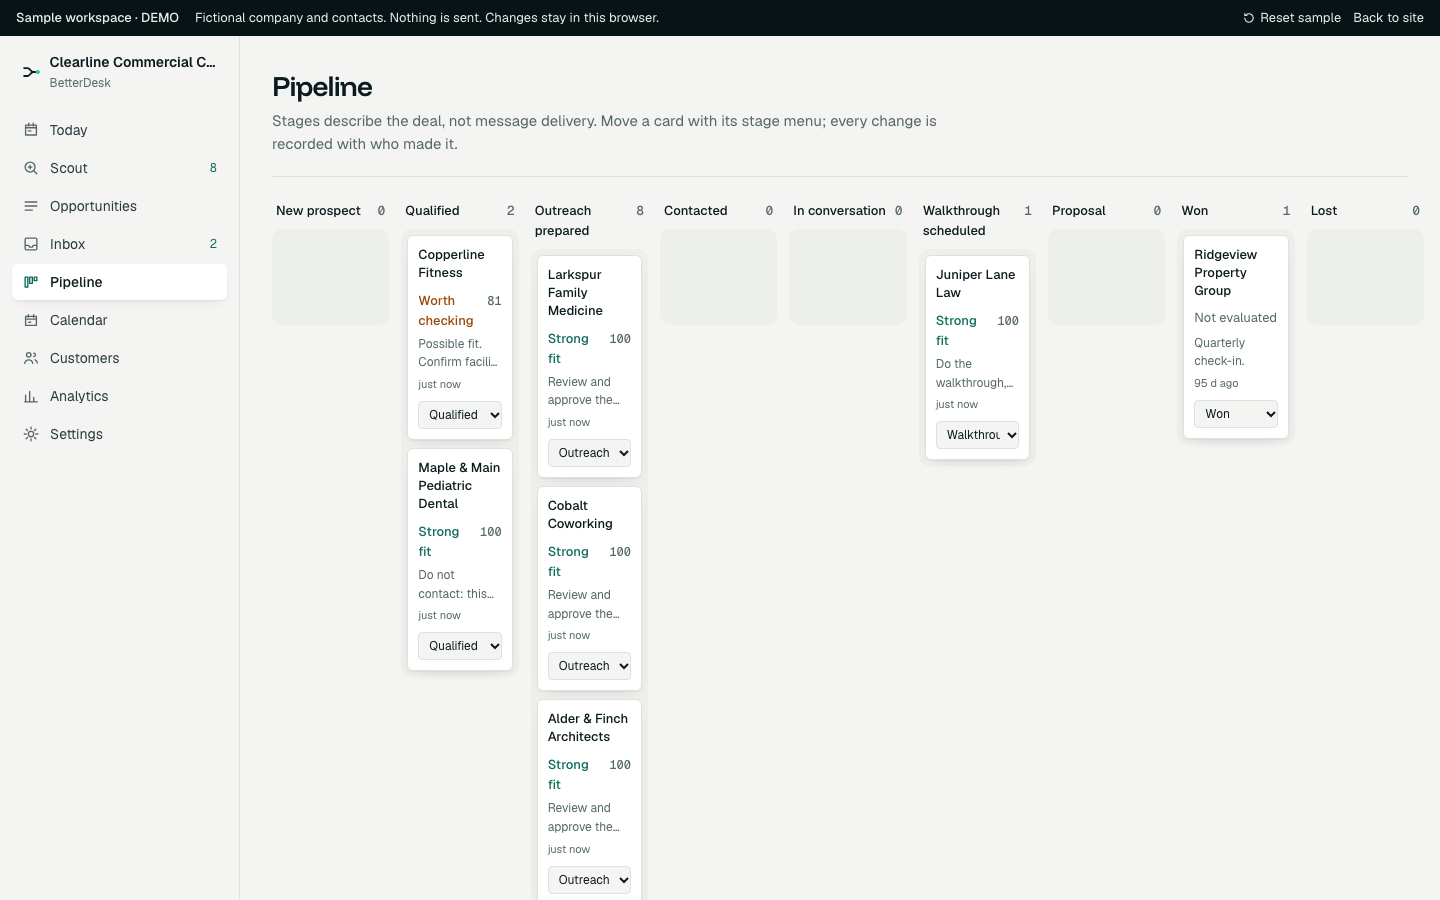 Sample workspace · DEMO Fictional company and contacts. Nothing is sent. Changes stay in this browser. Reset sample Back to site
Clearline Commercial C...
BetterDesk
Today
Scout 8
Opportunities
Inbox 2
Pipeline
Calendar
Customers
Analytics
Settings
Pipeline
Stages describe the deal, not message delivery. Move a card with its stage menu; every change is
recorded with who made it.
New prospect 0
Qualified 2
Copperline
Fitness
Worth 81
checking
Possible fit.
Confirm facili...
just now
Qualified
Maple & Main
Pediatric
Dental
Strong 100
fit
Do not
contact: this...
just now
Qualified
Outreach 8
prepared
Larkspur
Family
Medicine
Strong 100
fit
Review and
approve the...
just now
Outreach
Cobalt
Coworking
Strong 100
fit
Review and
approve the...
just now
Outreach
Alder & Finch
Architects
Strong 100
fit
Review and
approve the...
just now
Outreach
Contacted 0
In conversation 0
Walkthrough 1
scheduled
Juniper Lane
Law
Strong 100
fit
Do the
walkthrough,...
just now
Walkthrou
Proposal 0
Won 1
Ridgeview
Property
Group
Not evaluated
Quarterly
check-in.
95 d ago
Won
Lost 0